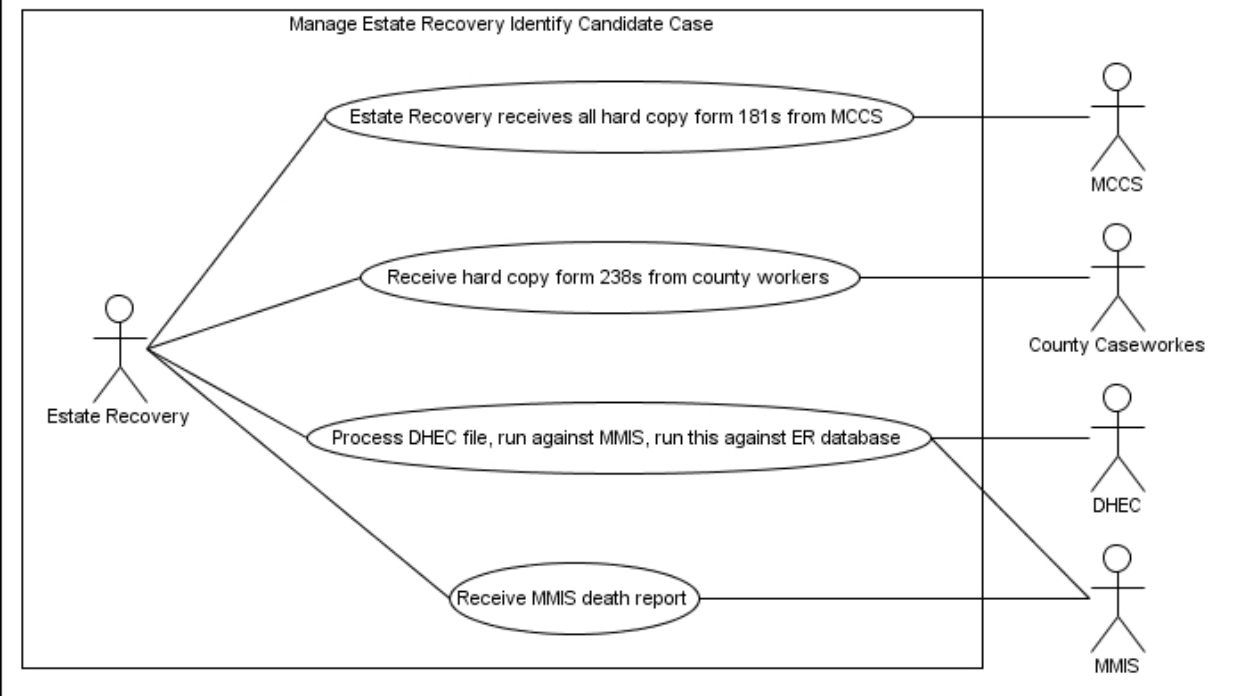 Manage Estate Recovery Identify Candidate Case
Estate Recovery receives all hard copy form 181s from MCCS
MCCS
Receive hard copy form 238s from county workers
County Caseworkes
Estate Recovery
Process DHEC file, run against MMIS, run this against ER database
DHEC
Receive MMIS death report
MMIS